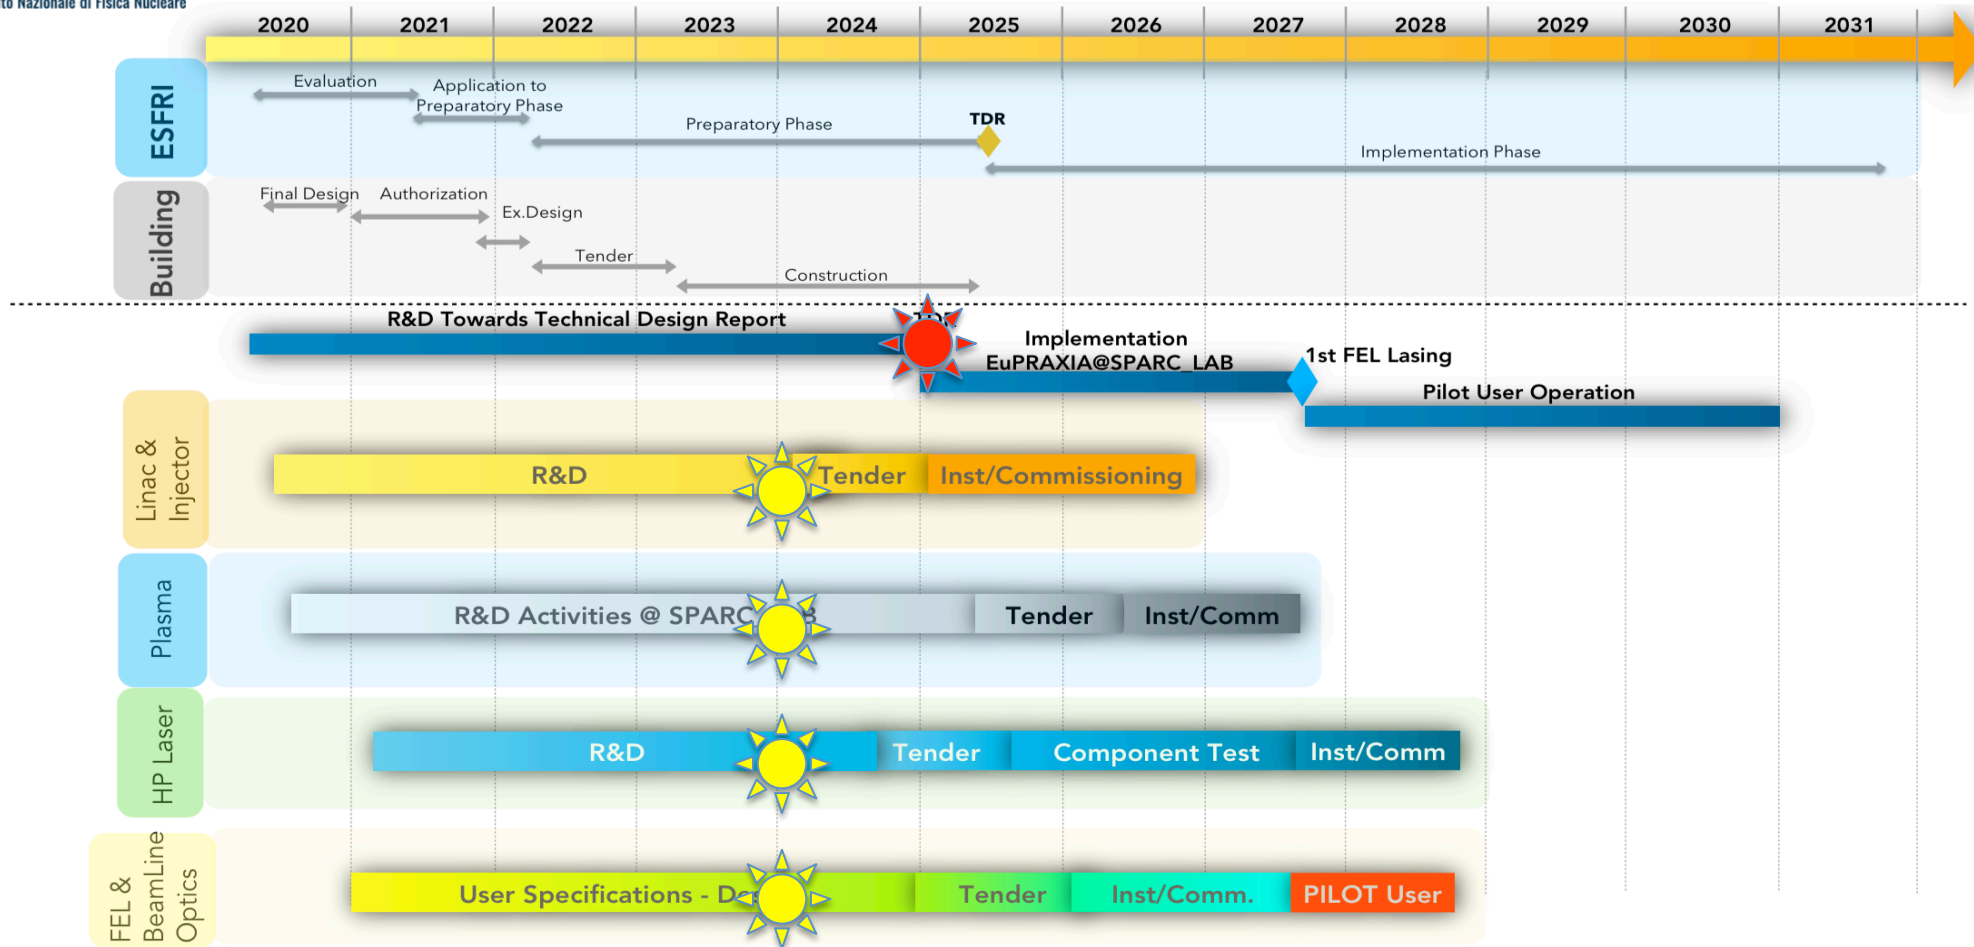 Nazionale di Fisica Nucleare
2020 2021 2022 2023 2024 2025 2026 2027 2028 2029 2030 2031
ESFRI
Evaluation
Application to
Preparatory Phase
Preparatory Phase
TDR
Implementation Phase
Building
Final Design
Authorization
Ex.Design
Tender
Construction
R&D Towards Technical Design Report
Implementation
EuPRAXIA@SPARC_LAB
1st FEL Lasing
Pilot User Operation
Linac &
Injector
R&D
Tender
Inst/Commissioning
Plasma
R&D Activities @ SPARC
Tender
Inst/Comm
HP Laser
R&D
Tender
Component Test
Inst/Comm
FEL &
BeamLine
Optics
User Specifications -
Tender
Inst/Comm.
PILOT User